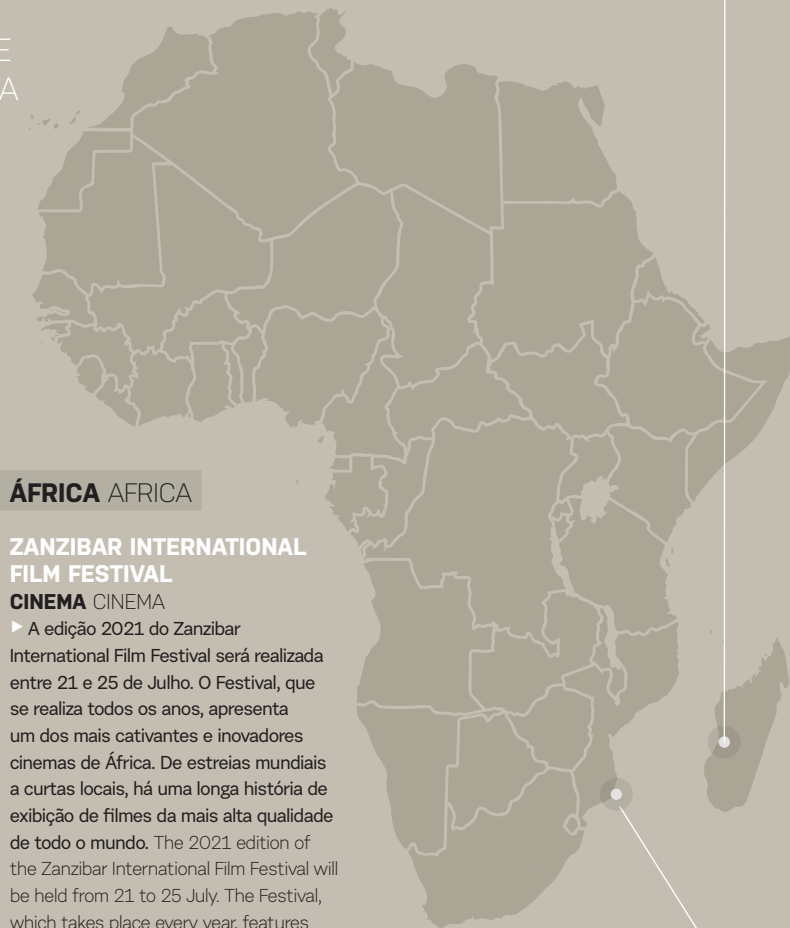 E
A
ÁFRICA AFRICA
ZANZIBAR INTERNATIONAL
FILM FESTIVAL
CINEMA CINEMA
▶ A edição 2021 do Zanzibar
International Film Festival será realizada
entre 21 e 25 de Julho. O Festival, que
se realiza todos os anos, apresenta
um dos mais cativantes e inovadores
cinemas de África. De estreias mundiais
a curtas locais, há uma longa história de
exibição de filmes da mais alta qualidade
de todo o mundo. The 2021 edition of
the Zanzibar International Film Festival will
be held from 21 to 25 July. The Festival,
which takes place every year, features